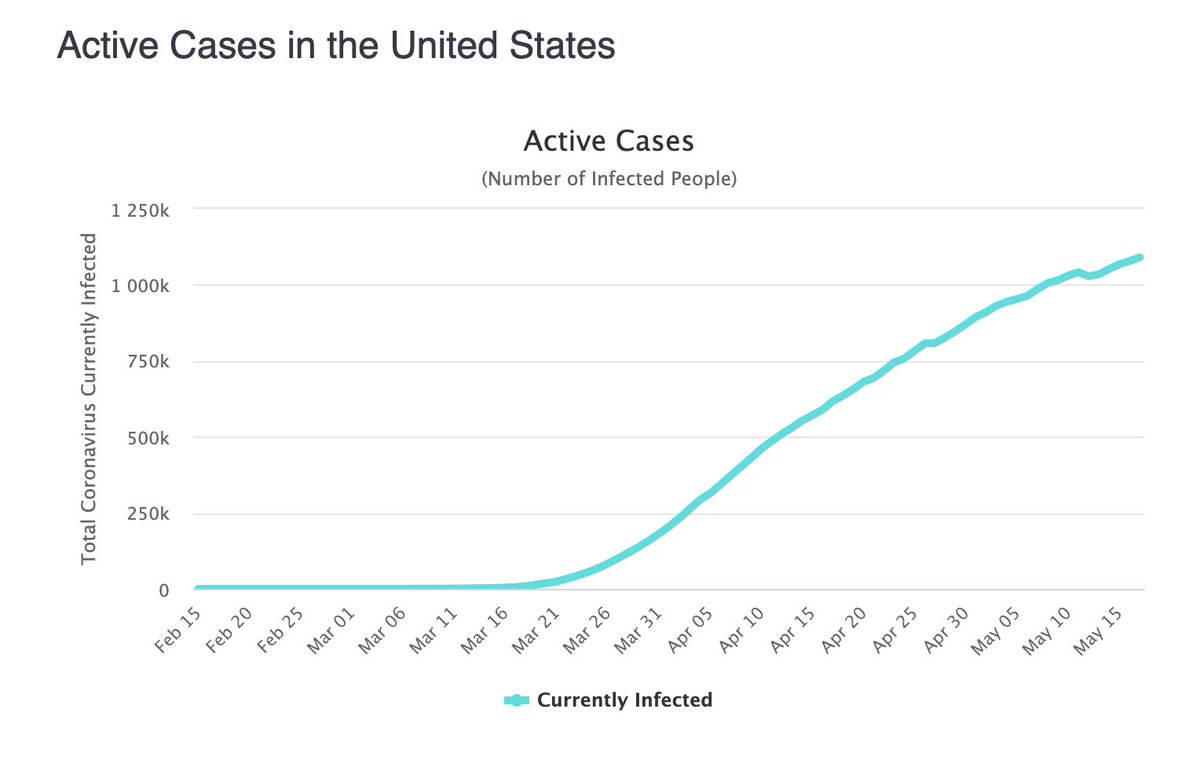 Active Cases in the United States
Active Cases
(Number of Infected People)
Total Coronavirus Currently Infected
1 250k
1 000k
750k
500k
250k
0
Feb 15
Feb 20
Feb 25
Mar 01
Mar 06
Mar 11
Mar 16
Mar 21
Mar 26
Mar 31
Apr 05
Apr 10
Apr 15
Apr 20
Apr 25
Apr 30
May 05
May 10
May 15
Currently Infected